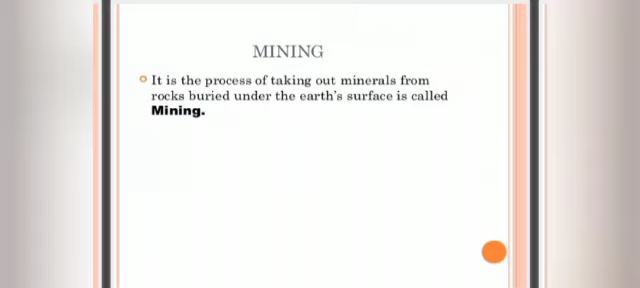 MINING
It is the process of taking out minerals from
rocks buried under the earth's surface is called
Mining.